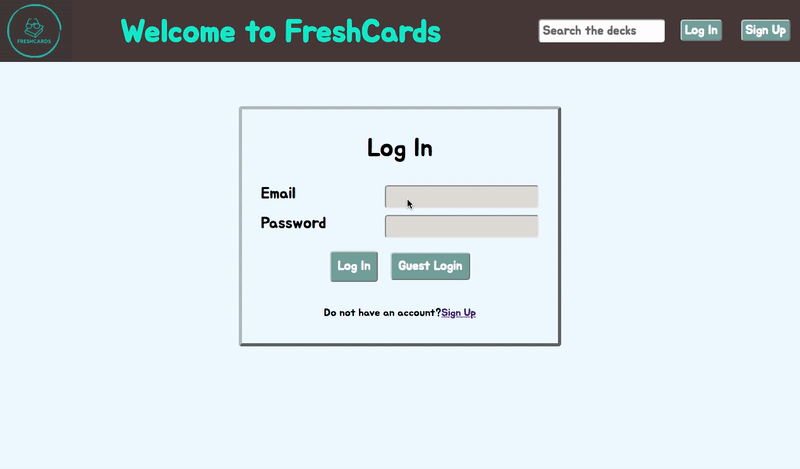 FRESHCARDS
Welcome to FreshCards
Search the decks
Log In
Sign Up
Log In
Email
Password
Log In
Guest Login
Do not have an account?Sign Up